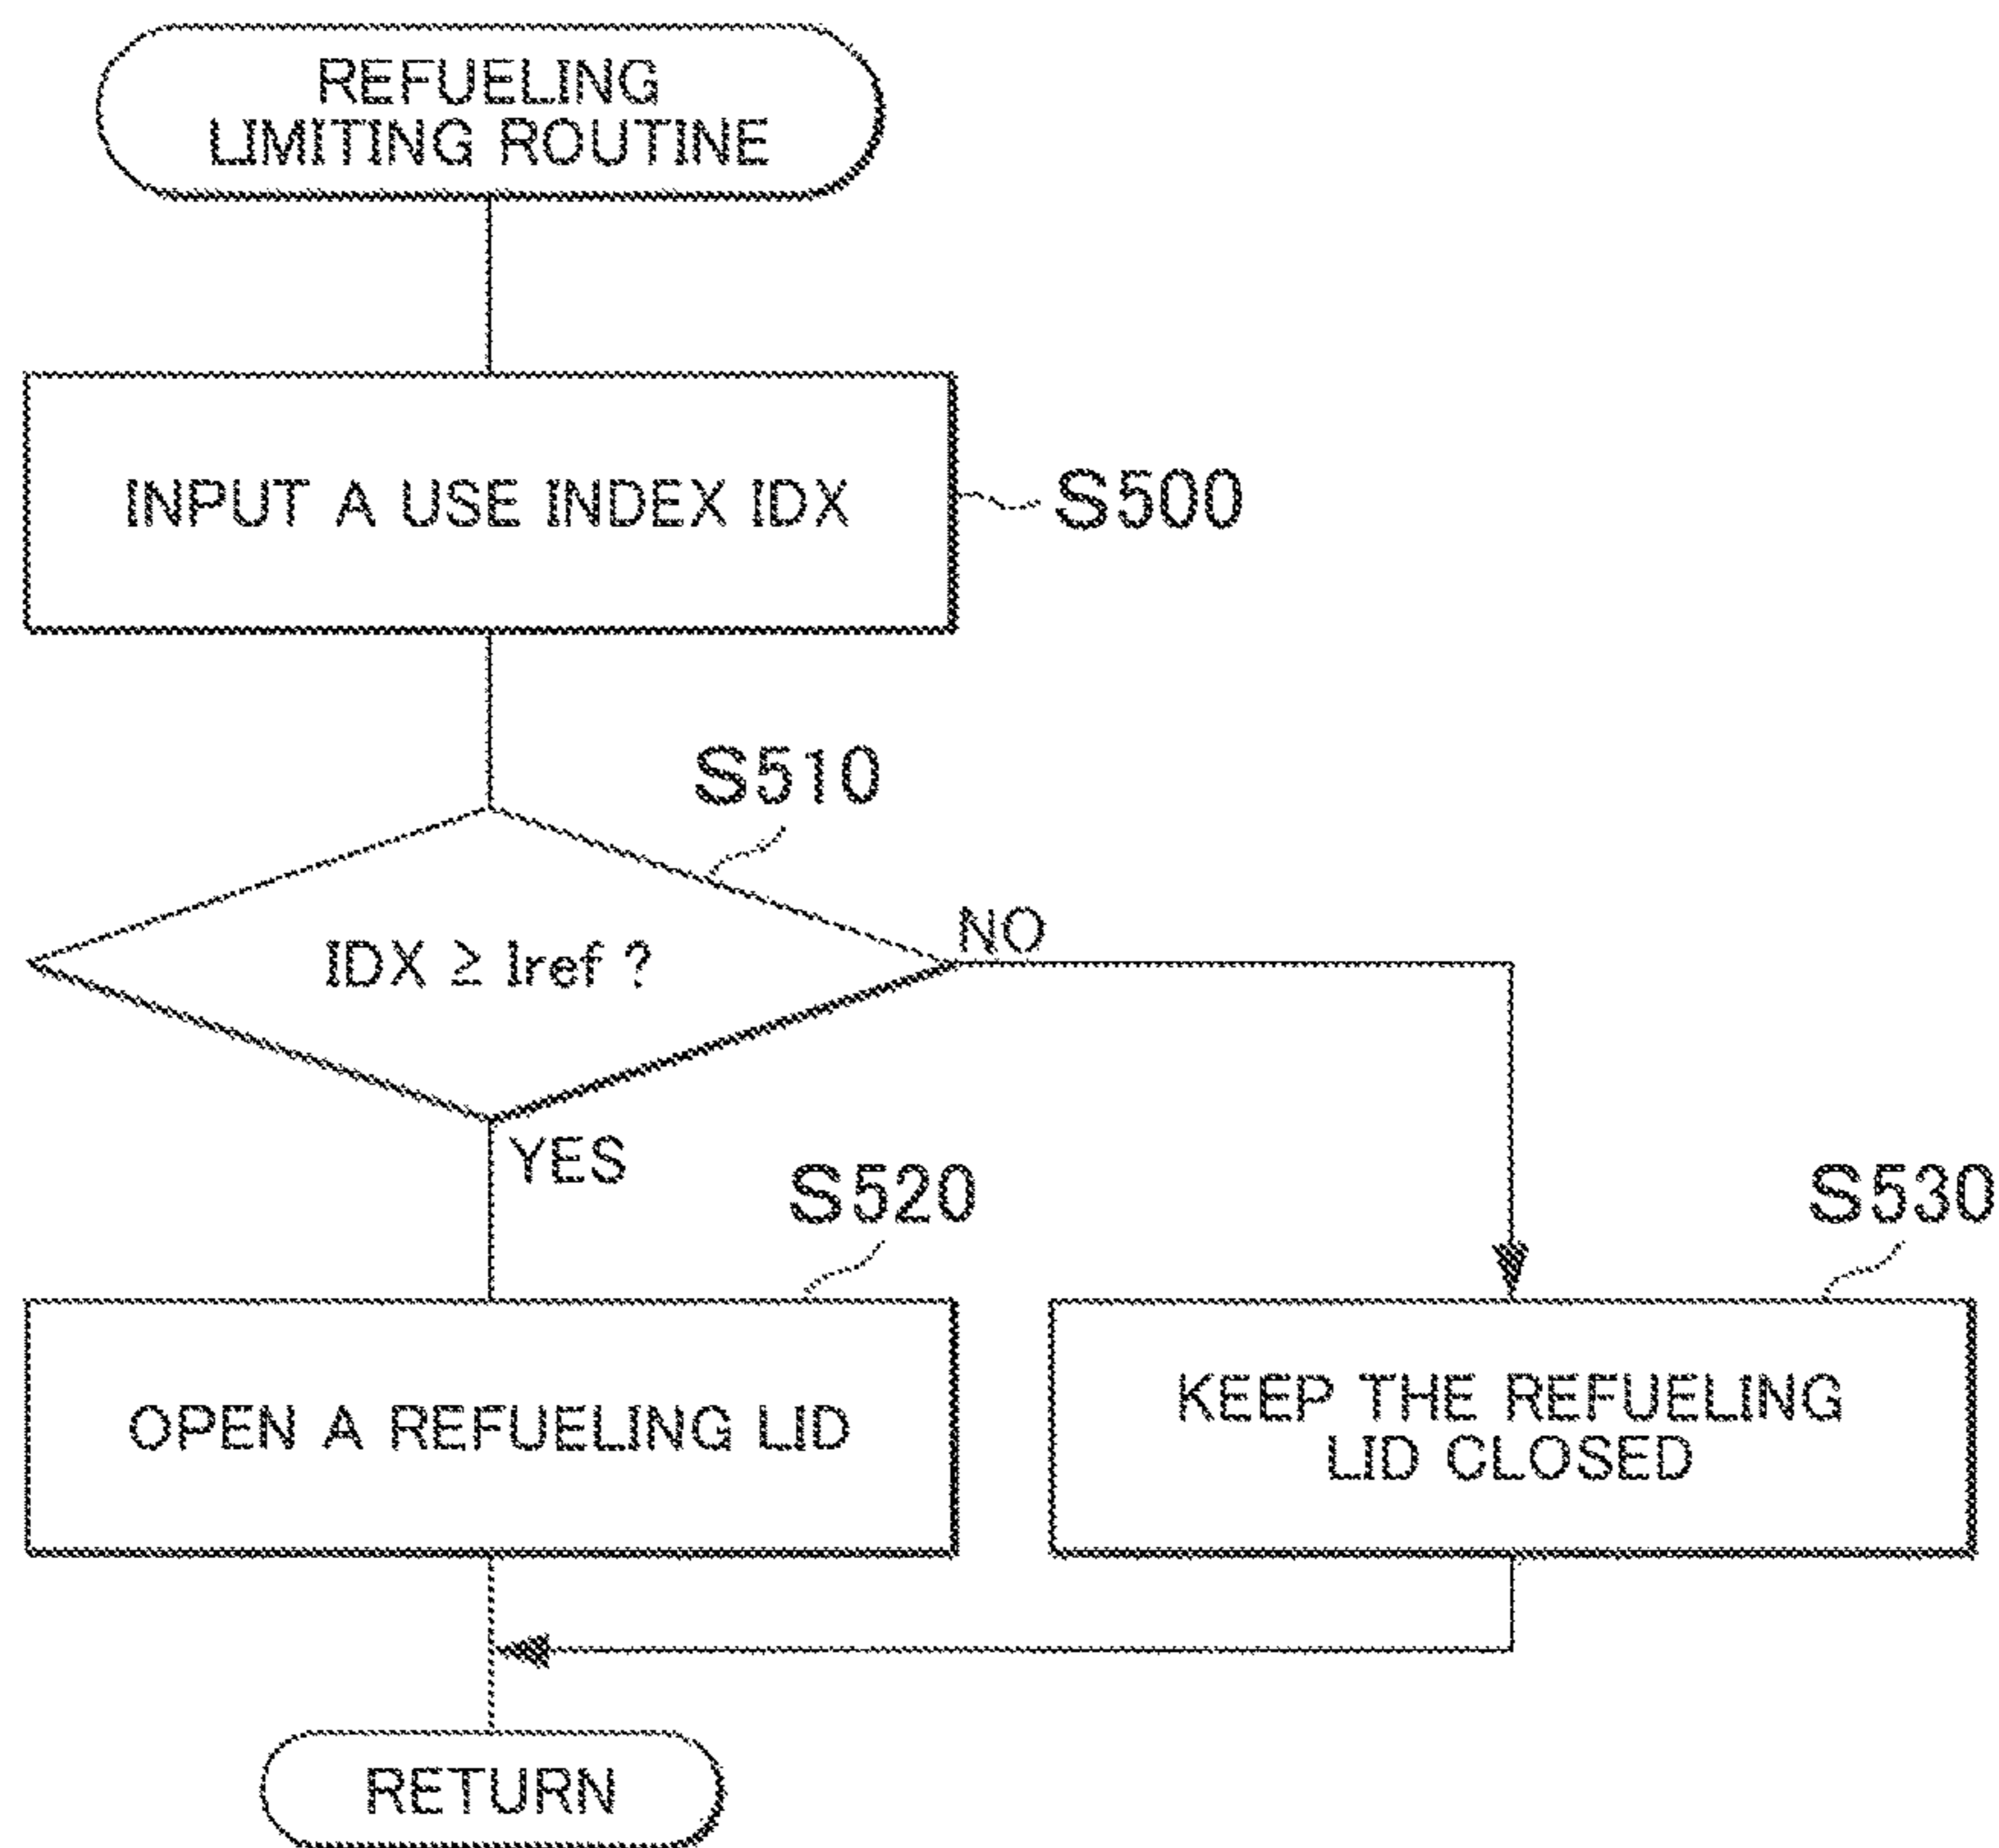 REFUELING
LIMITING ROUTINE
INPUT A USE INDEX IDX
S500
S510
IDX ≥ Iref ?
NO
YES
S520
S530
OPEN A REFUELING LID
KEEP THE REFUELING
LID CLOSED
RETURN